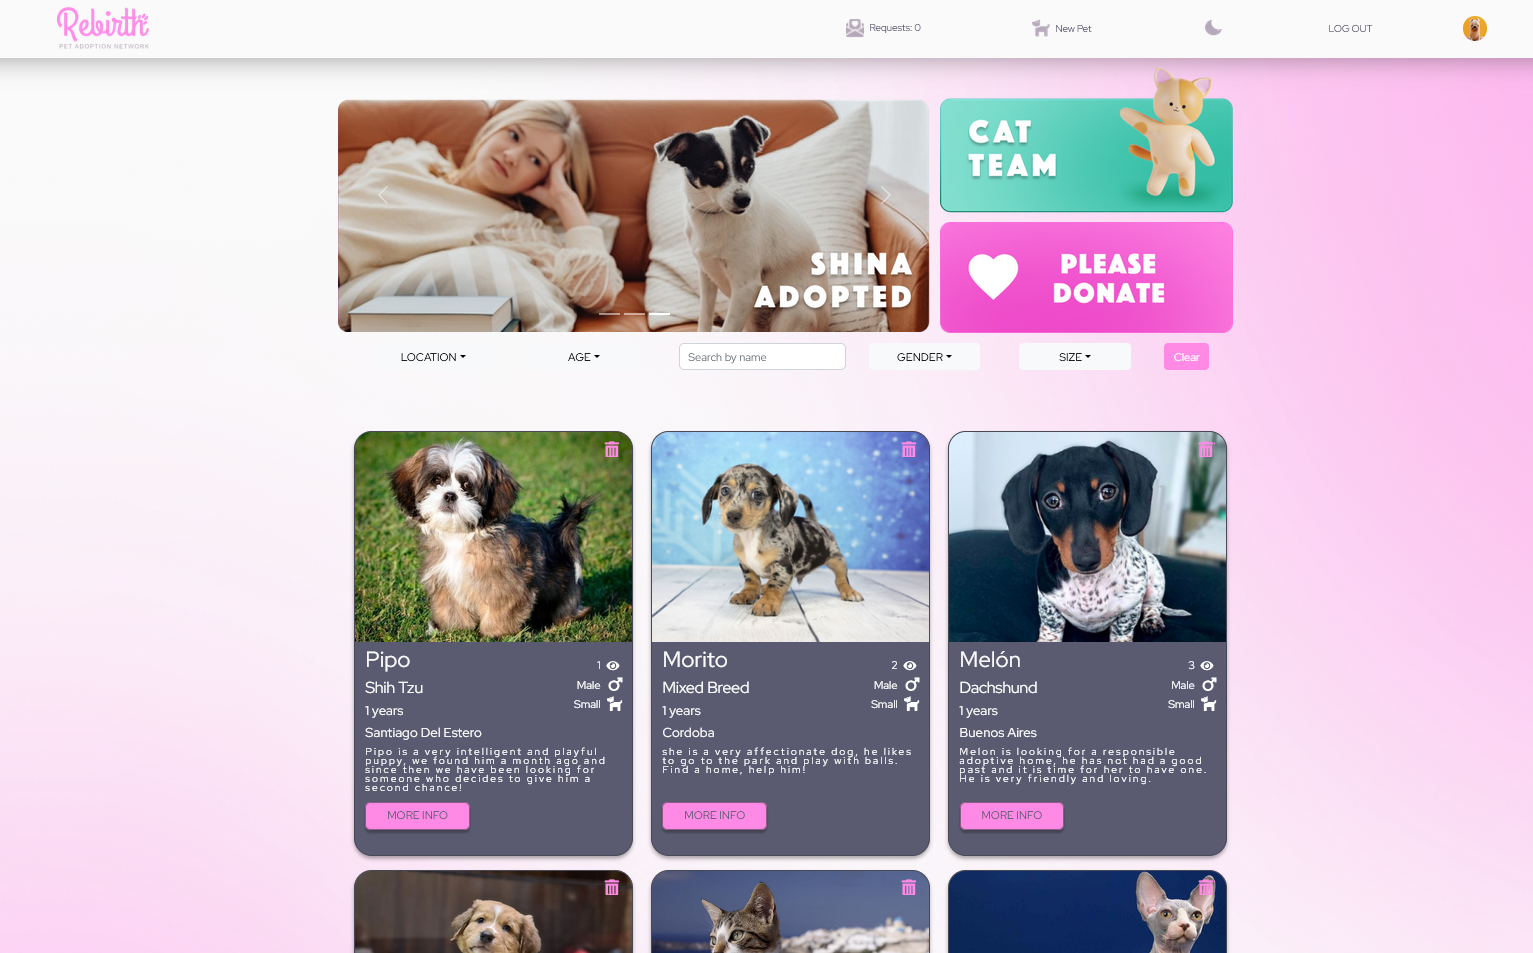 Rebirth
PET ADOPTION NETWORK
Requests: 0
New Pet
LOG OUT
SHINA
ADOPTED
CAT
TEAM
PLEASE
DONATE
LOCATION
AGE
Search by name
GENDER
SIZE
Clear
Pipo
1
Shih Tzu
Male
Small
1 years
Santiago Del Estero
Pipo is a very intelligent and playful
puppy, we found him a month ago and
since then we have been looking for
someone who decides to give him a
second chance!
MORE INFO
Morito
2
Mixed Breed
Male
Small
1 years
Cordoba
she is a very affectionate dog, he likes
to go to the park and play with balls.
Find a home, help him!
MORE INFO
Melón
3
Dachshund
Male
Small
1 years
Buenos Aires
Melon is looking for a responsible
adoptive home, he has not had a good
past and it is time for her to have one.
He is very friendly and loving.
MORE INFO